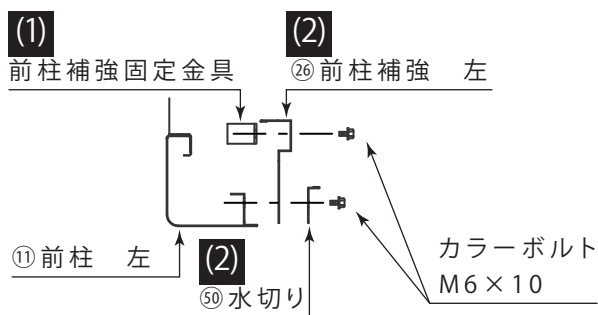 (1)
前柱補強固定金具
(2)
㉖前柱補強　左
⑪前柱　左
(2)
㊿水切り
カラーボルト
M6×10